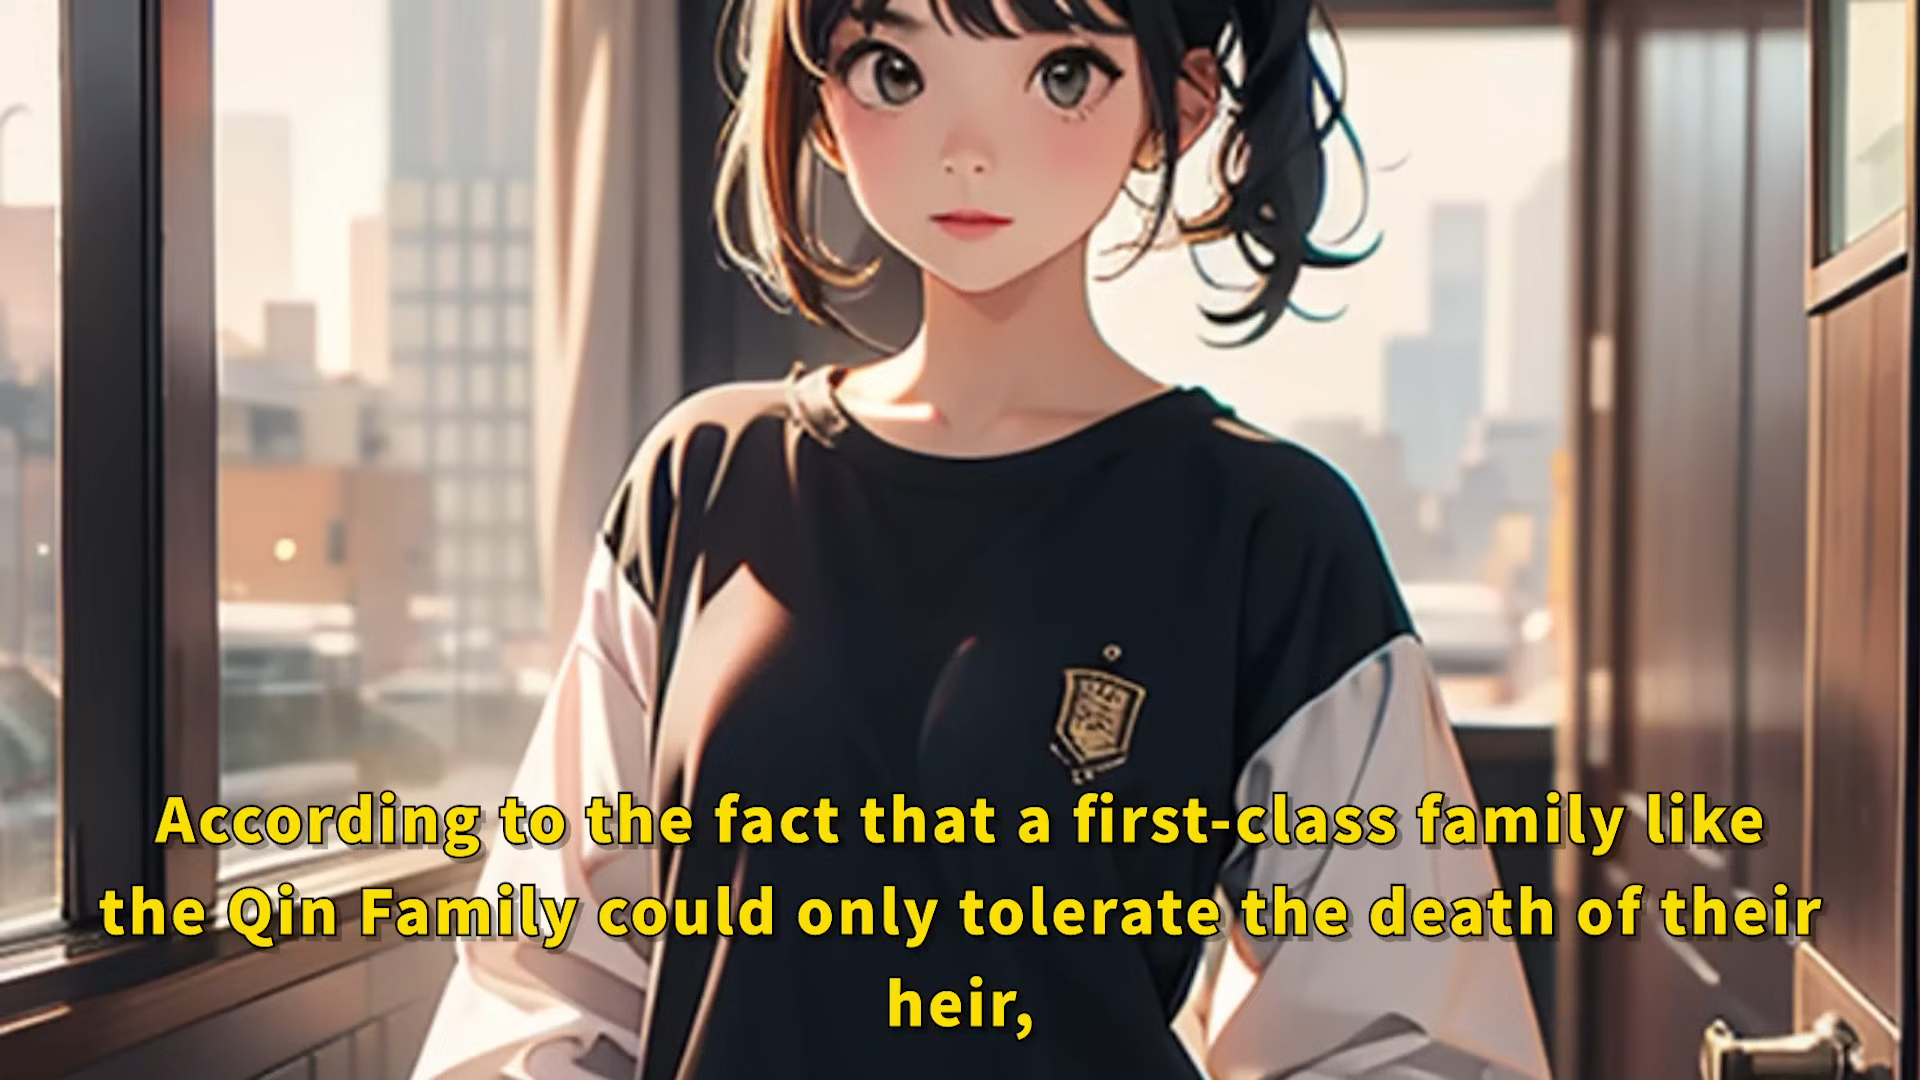 According to the fact that a first-class family like
the Qin Family could only tolerate the death of their
heir,